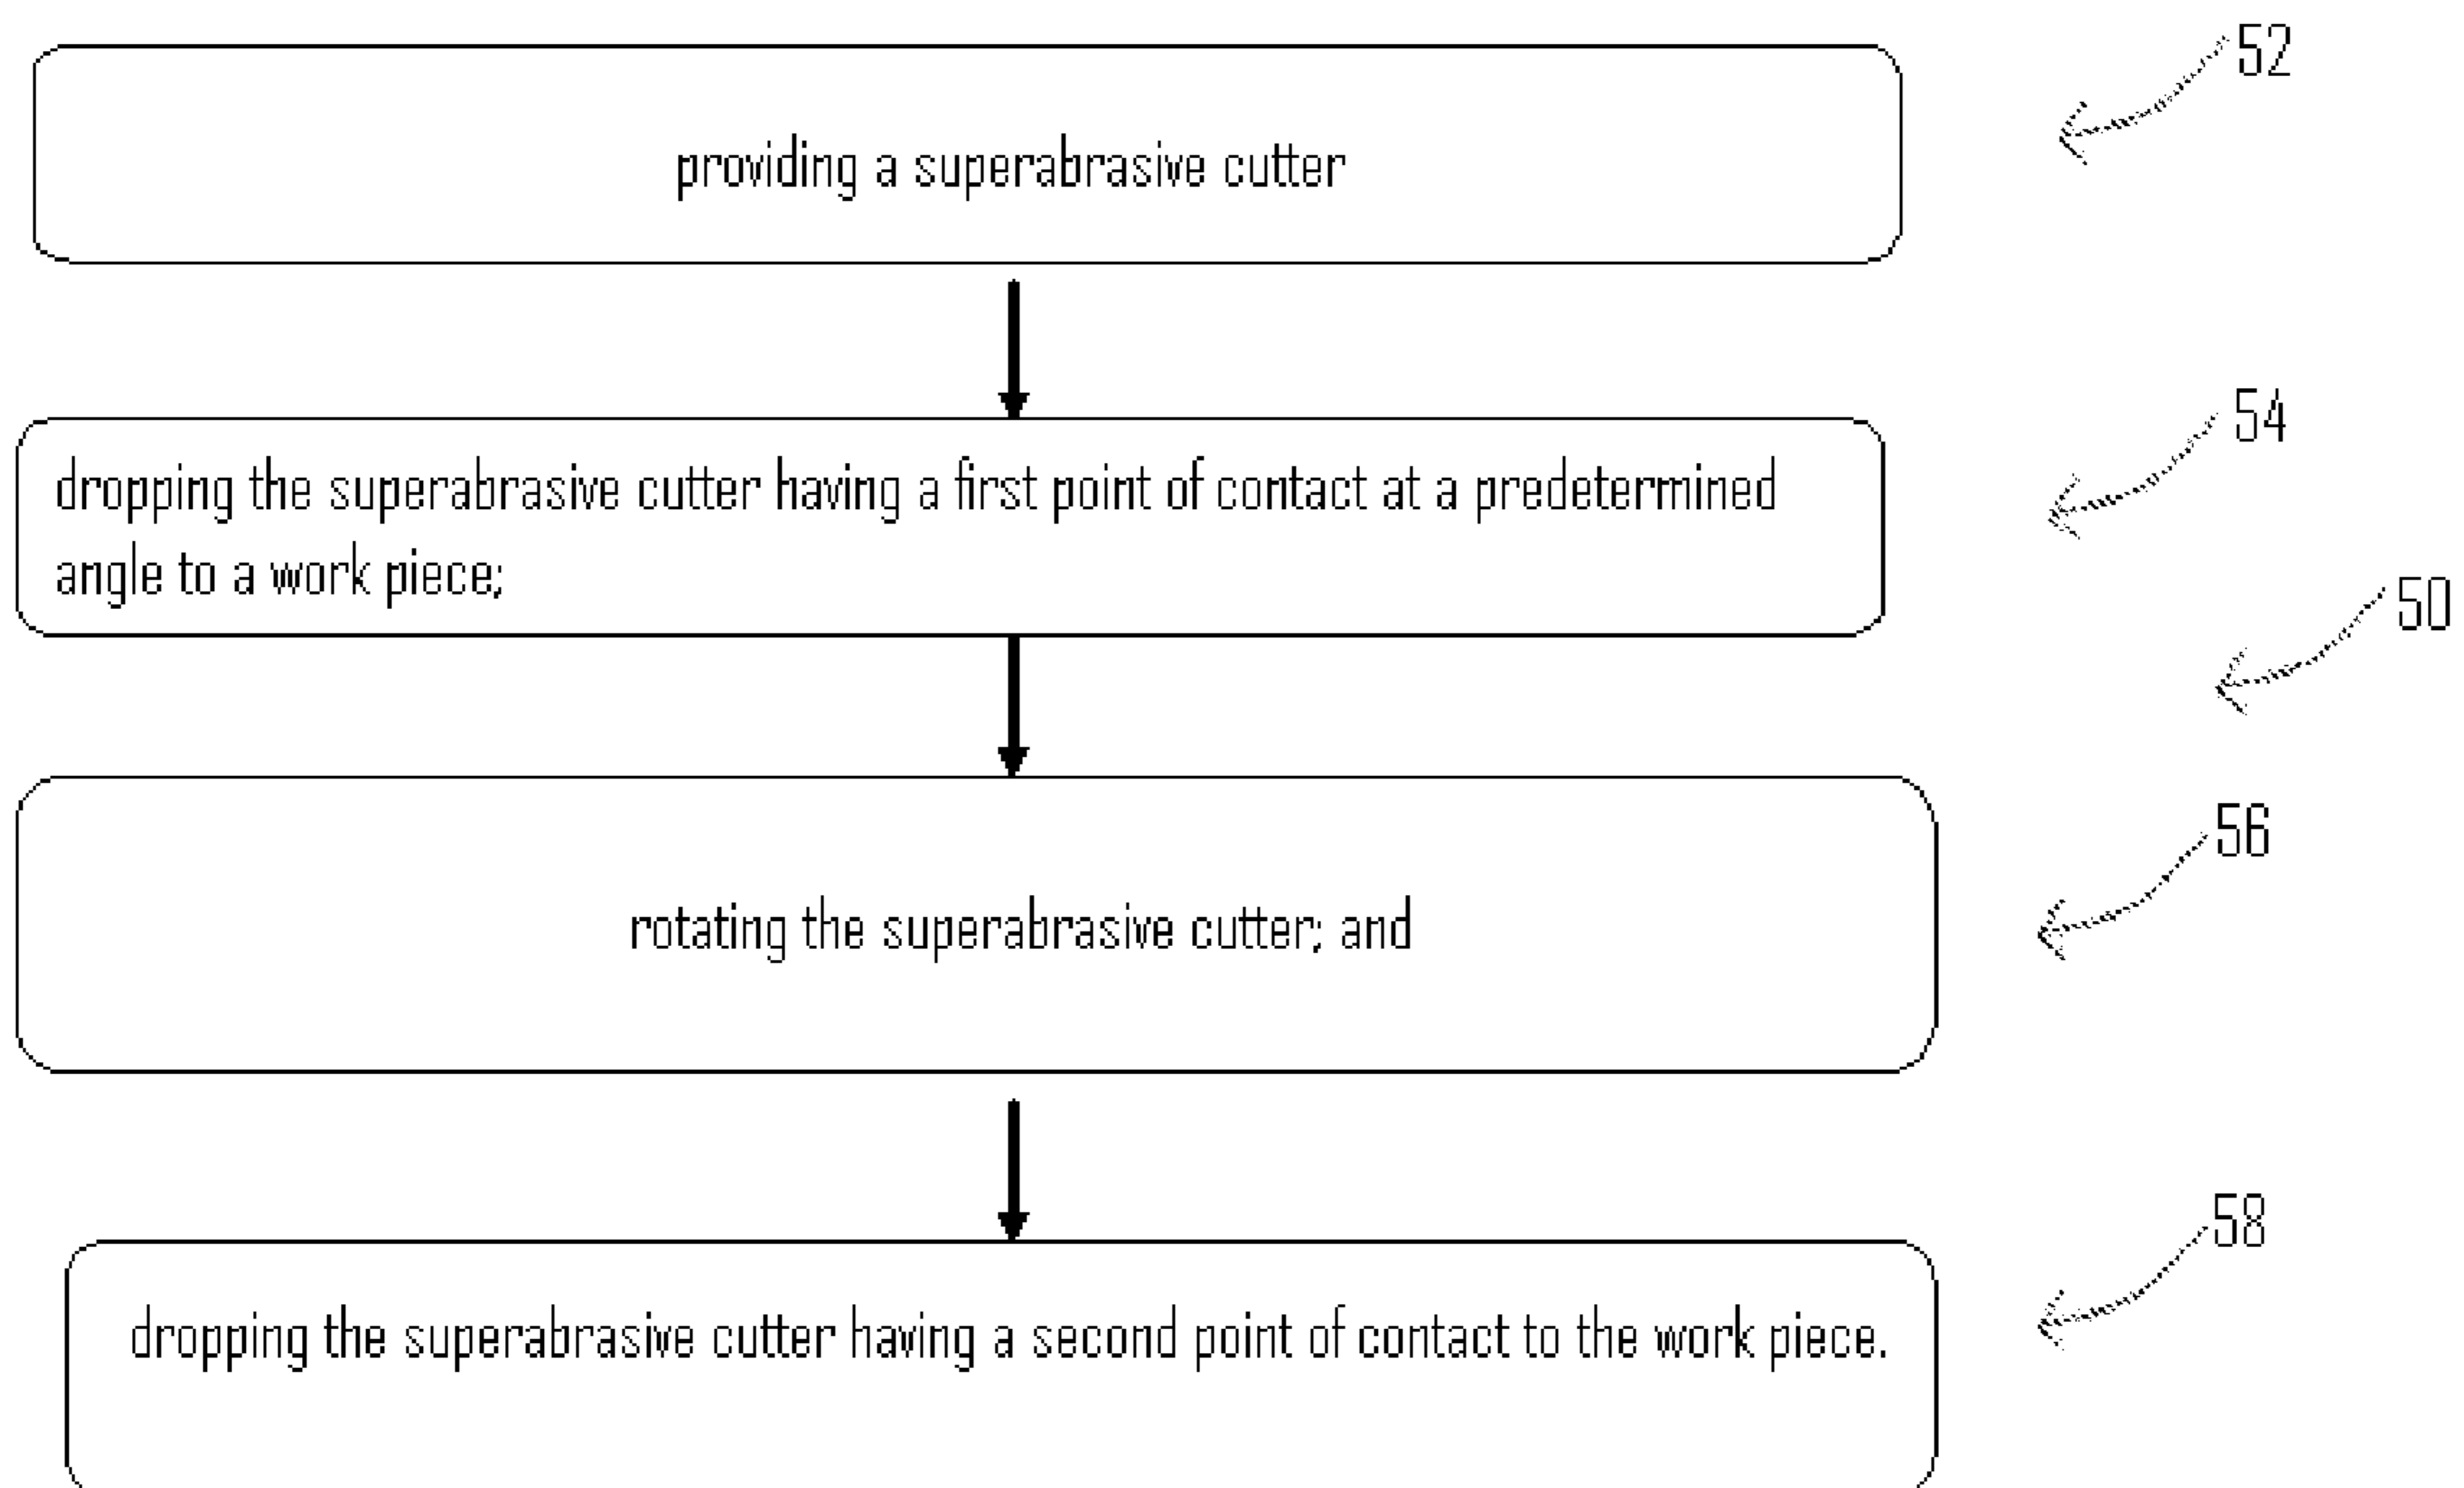 52
providing a superabrasive cutter
54
dropping the superabrasive cutter having a first point of contact at a predetermined
angle to a work piece;
50
56
rotating the superabrasive cutter; and
58
dropping the superabrasive cutter having a second point of contact to the work piece.